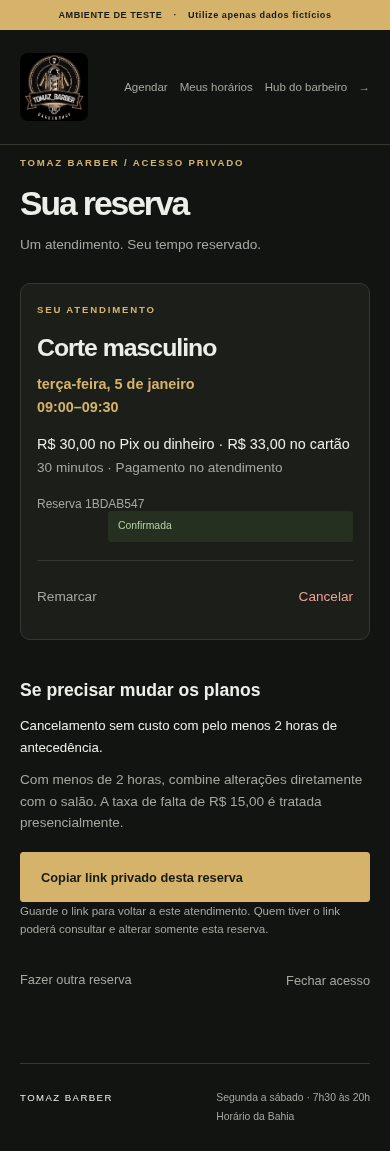 AMBIENTE DE TESTE · Utilize apenas dados fictícios
TOMAZ_BARBER
BARBERSHOP
Agendar Meus horários Hub do barbeiro →
TOMAZ BARBER / ACESSO PRIVADO
Sua reserva
Um atendimento. Seu tempo reservado.
SEU ATENDIMENTO
Corte masculino
terça-feira, 5 de janeiro
09:00–09:30
R$ 30,00 no Pix ou dinheiro · R$ 33,00 no cartão
30 minutos · Pagamento no atendimento
Reserva 1BDAB547
Confirmada
Remarcar Cancelar
Se precisar mudar os planos
Cancelamento sem custo com pelo menos 2 horas de
antecedência.
Com menos de 2 horas, combine alterações diretamente
com o salão. A taxa de falta de R$ 15,00 é tratada
presencialmente.
Copiar link privado desta reserva
Guarde o link para voltar a este atendimento. Quem tiver o link
poderá consultar e alterar somente esta reserva.
Fazer outra reserva Fechar acesso
TOMAZ BARBER
Segunda a sábado · 7h30 às 20h
Horário da Bahia